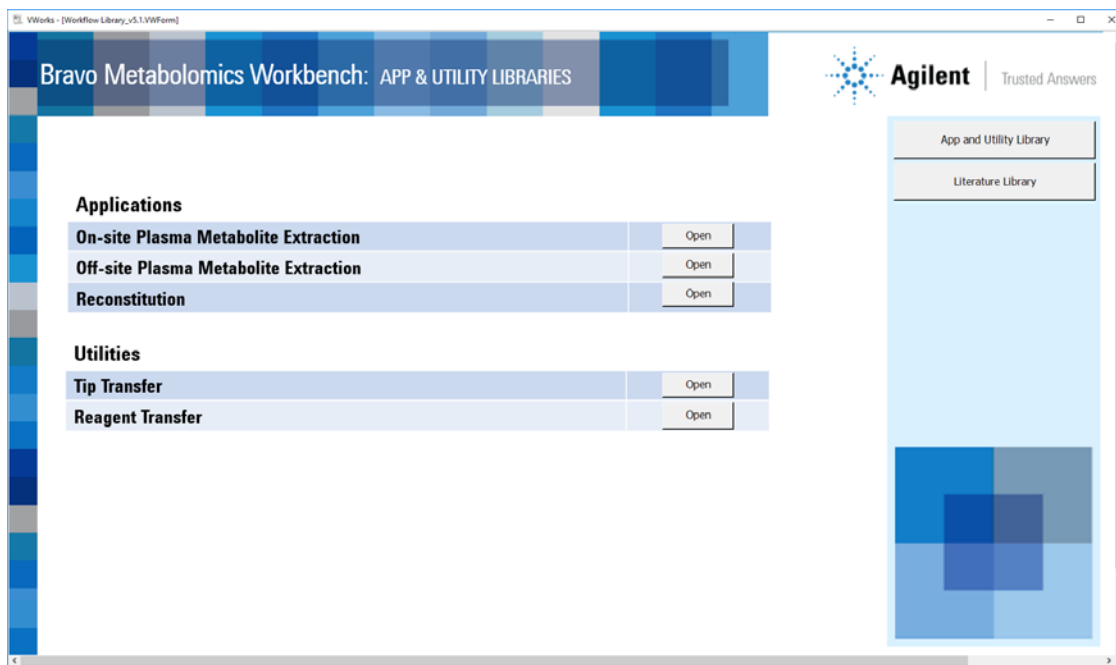 VWorks - [Workflow Library_v5.1.VWForm]
Bravo Metabolomics Workbench: APP & UTILITY LIBRARIES
Agilent Trusted Answers
App and Utility Library
Literature Library
Applications
On-site Plasma Metabolite Extraction Open
Off-site Plasma Metabolite Extraction Open
Reconstitution Open
Utilities
Tip Transfer Open
Reagent Transfer Open